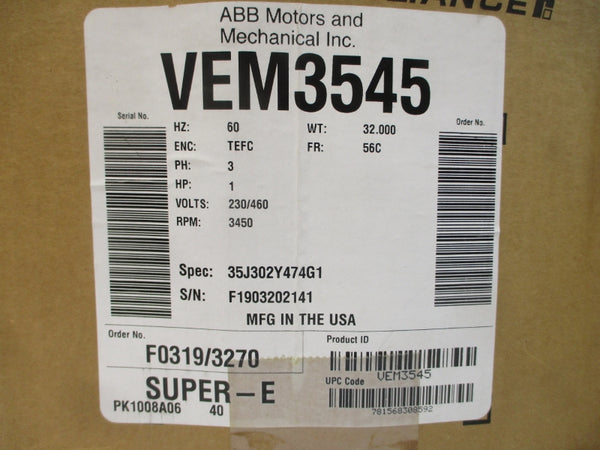 ABB Motors and
Mechanical Inc.
VEM3545
Serial No.
Order No.
HZ: 60 WT: 32.000
ENC: TEFC FR: 56C
PH: 3
HP: 1
VOLTS: 230/460
RPM: 3450
Spec: 35J302Y474G1
S/N: F1903202141
MFG IN THE USA
Order No.
F0319/3270
Product ID
VEM3545
SUPER-E
UPC Code
781568308592
PK1008A06 40